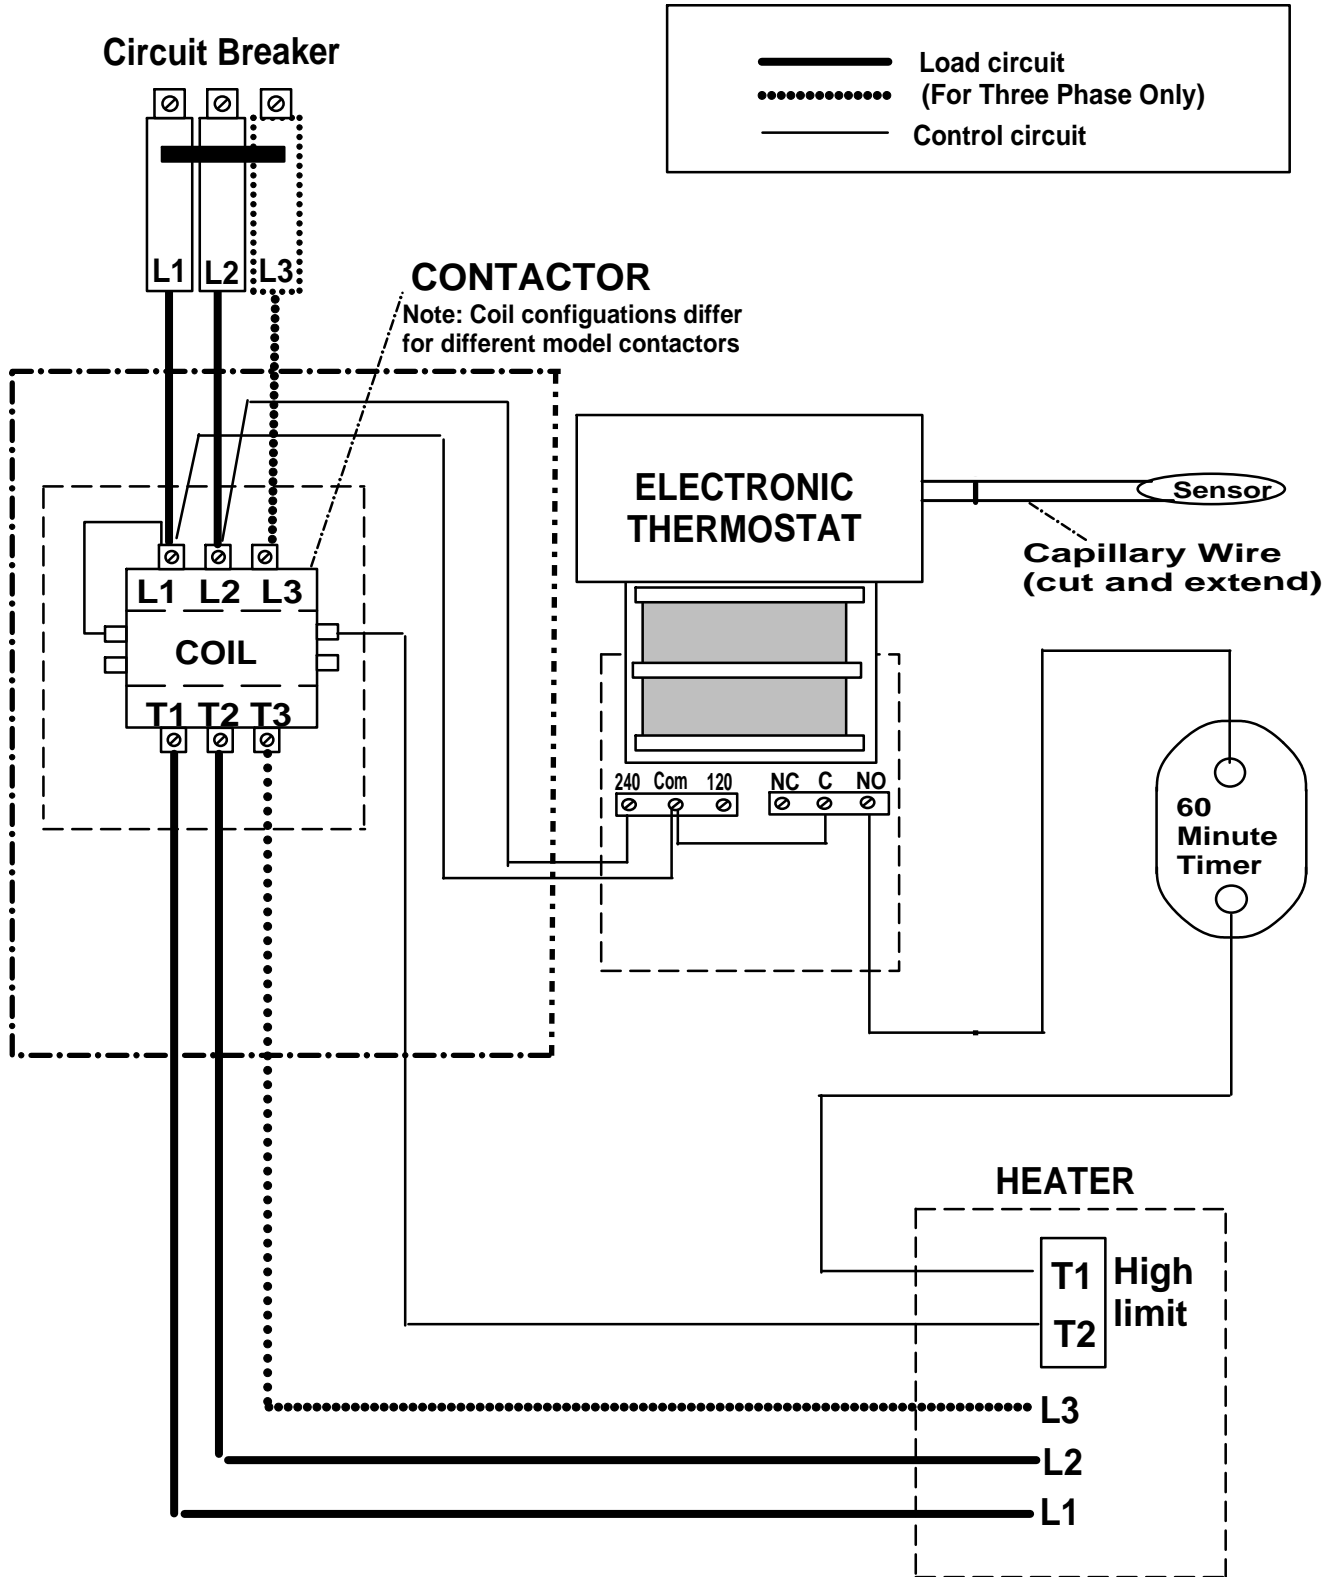 Circuit Breaker
Load circuit
(For Three Phase Only)
Control circuit
L1 L2 L3
CONTACTOR
Note: Coil configuations differ
for different model contactors
ELECTRONIC
THERMOSTAT
Sensor
Capillary Wire
(cut and extend)
L1 L2 L3
COIL
T1 T2 T3
240 Com 120
NC C NO
60
Minute
Timer
HEATER
T1
T2
High
limit
L3
L2
L1